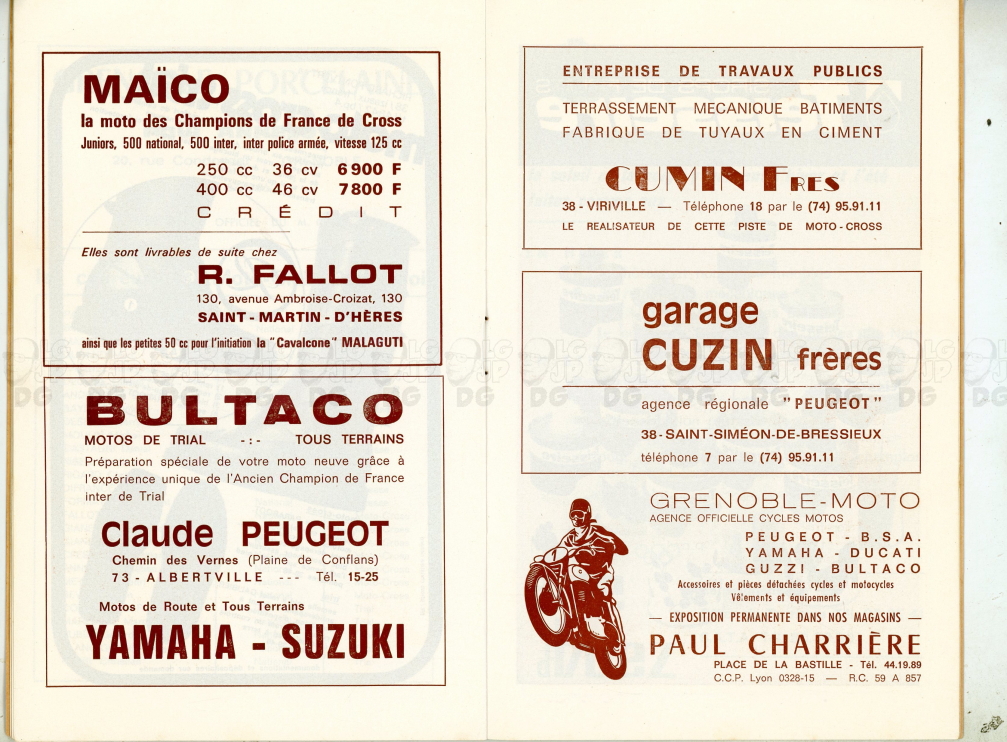 MAÏCO
la moto des Champions de France de Cross
Juniors, 500 national, 500 inter, inter police armée, vitesse 125 cc
250 cc 36 cv 6 900 F
400 cc 46 cv 7 800 F
CRÉDIT
Elles sont livrables de suite chez
R. FALLOT
130, avenue Ambroise-Croizat, 130
SAINT - MARTIN - D'HÈRES
ainsi que les petites 50 cc pour l'initiation la "Cavalcone" MALAGUTI
BULTACO
MOTOS DE TRIAL -:- TOUS TERRAINS
Préparation spéciale de votre moto neuve grâce à
l'expérience unique de l'Ancien Champion de France
inter de Trial
Claude PEUGEOT
Chemin des Vernes (Plaine de Conflans)
73 - ALBERTVILLE --- Tél. 15-25
Motos de Route et Tous Terrains
YAMAHA - SUZUKI
ENTREPRISE DE TRAVAUX PUBLICS
TERRASSEMENT MECANIQUE BATIMENTS
FABRIQUE DE TUYAUX EN CIMENT
CUMIN FRES
38 - VIRIVILLE — Téléphone 18 par le (74) 95.91.11
LE REALISATEUR DE CETTE PISTE DE MOTO - CROSS
garage
CUZIN frères
agence régionale "PEUGEOT"
38-SAINT-SIMÉON-DE-BRESSIEUX
téléphone 7 par le (74) 95.91.11
GRENOBLE-MOTO
AGENCE OFFICIELLE CYCLES MOTOS
PEUGEOT - B.S.A.
YAMAHA - DUCATI
GUZZI - BULTACO
Accessoires et pièces détachées cycles et motocycles
Vêtements et équipements
— EXPOSITION PERMANENTE DANS NOS MAGASINS —
PAUL CHARRIÈRE
PLACE DE LA BASTILLE - Tél. 44.19.89
C.C.P. Lyon 0328-15 — R.C. 59 A 857